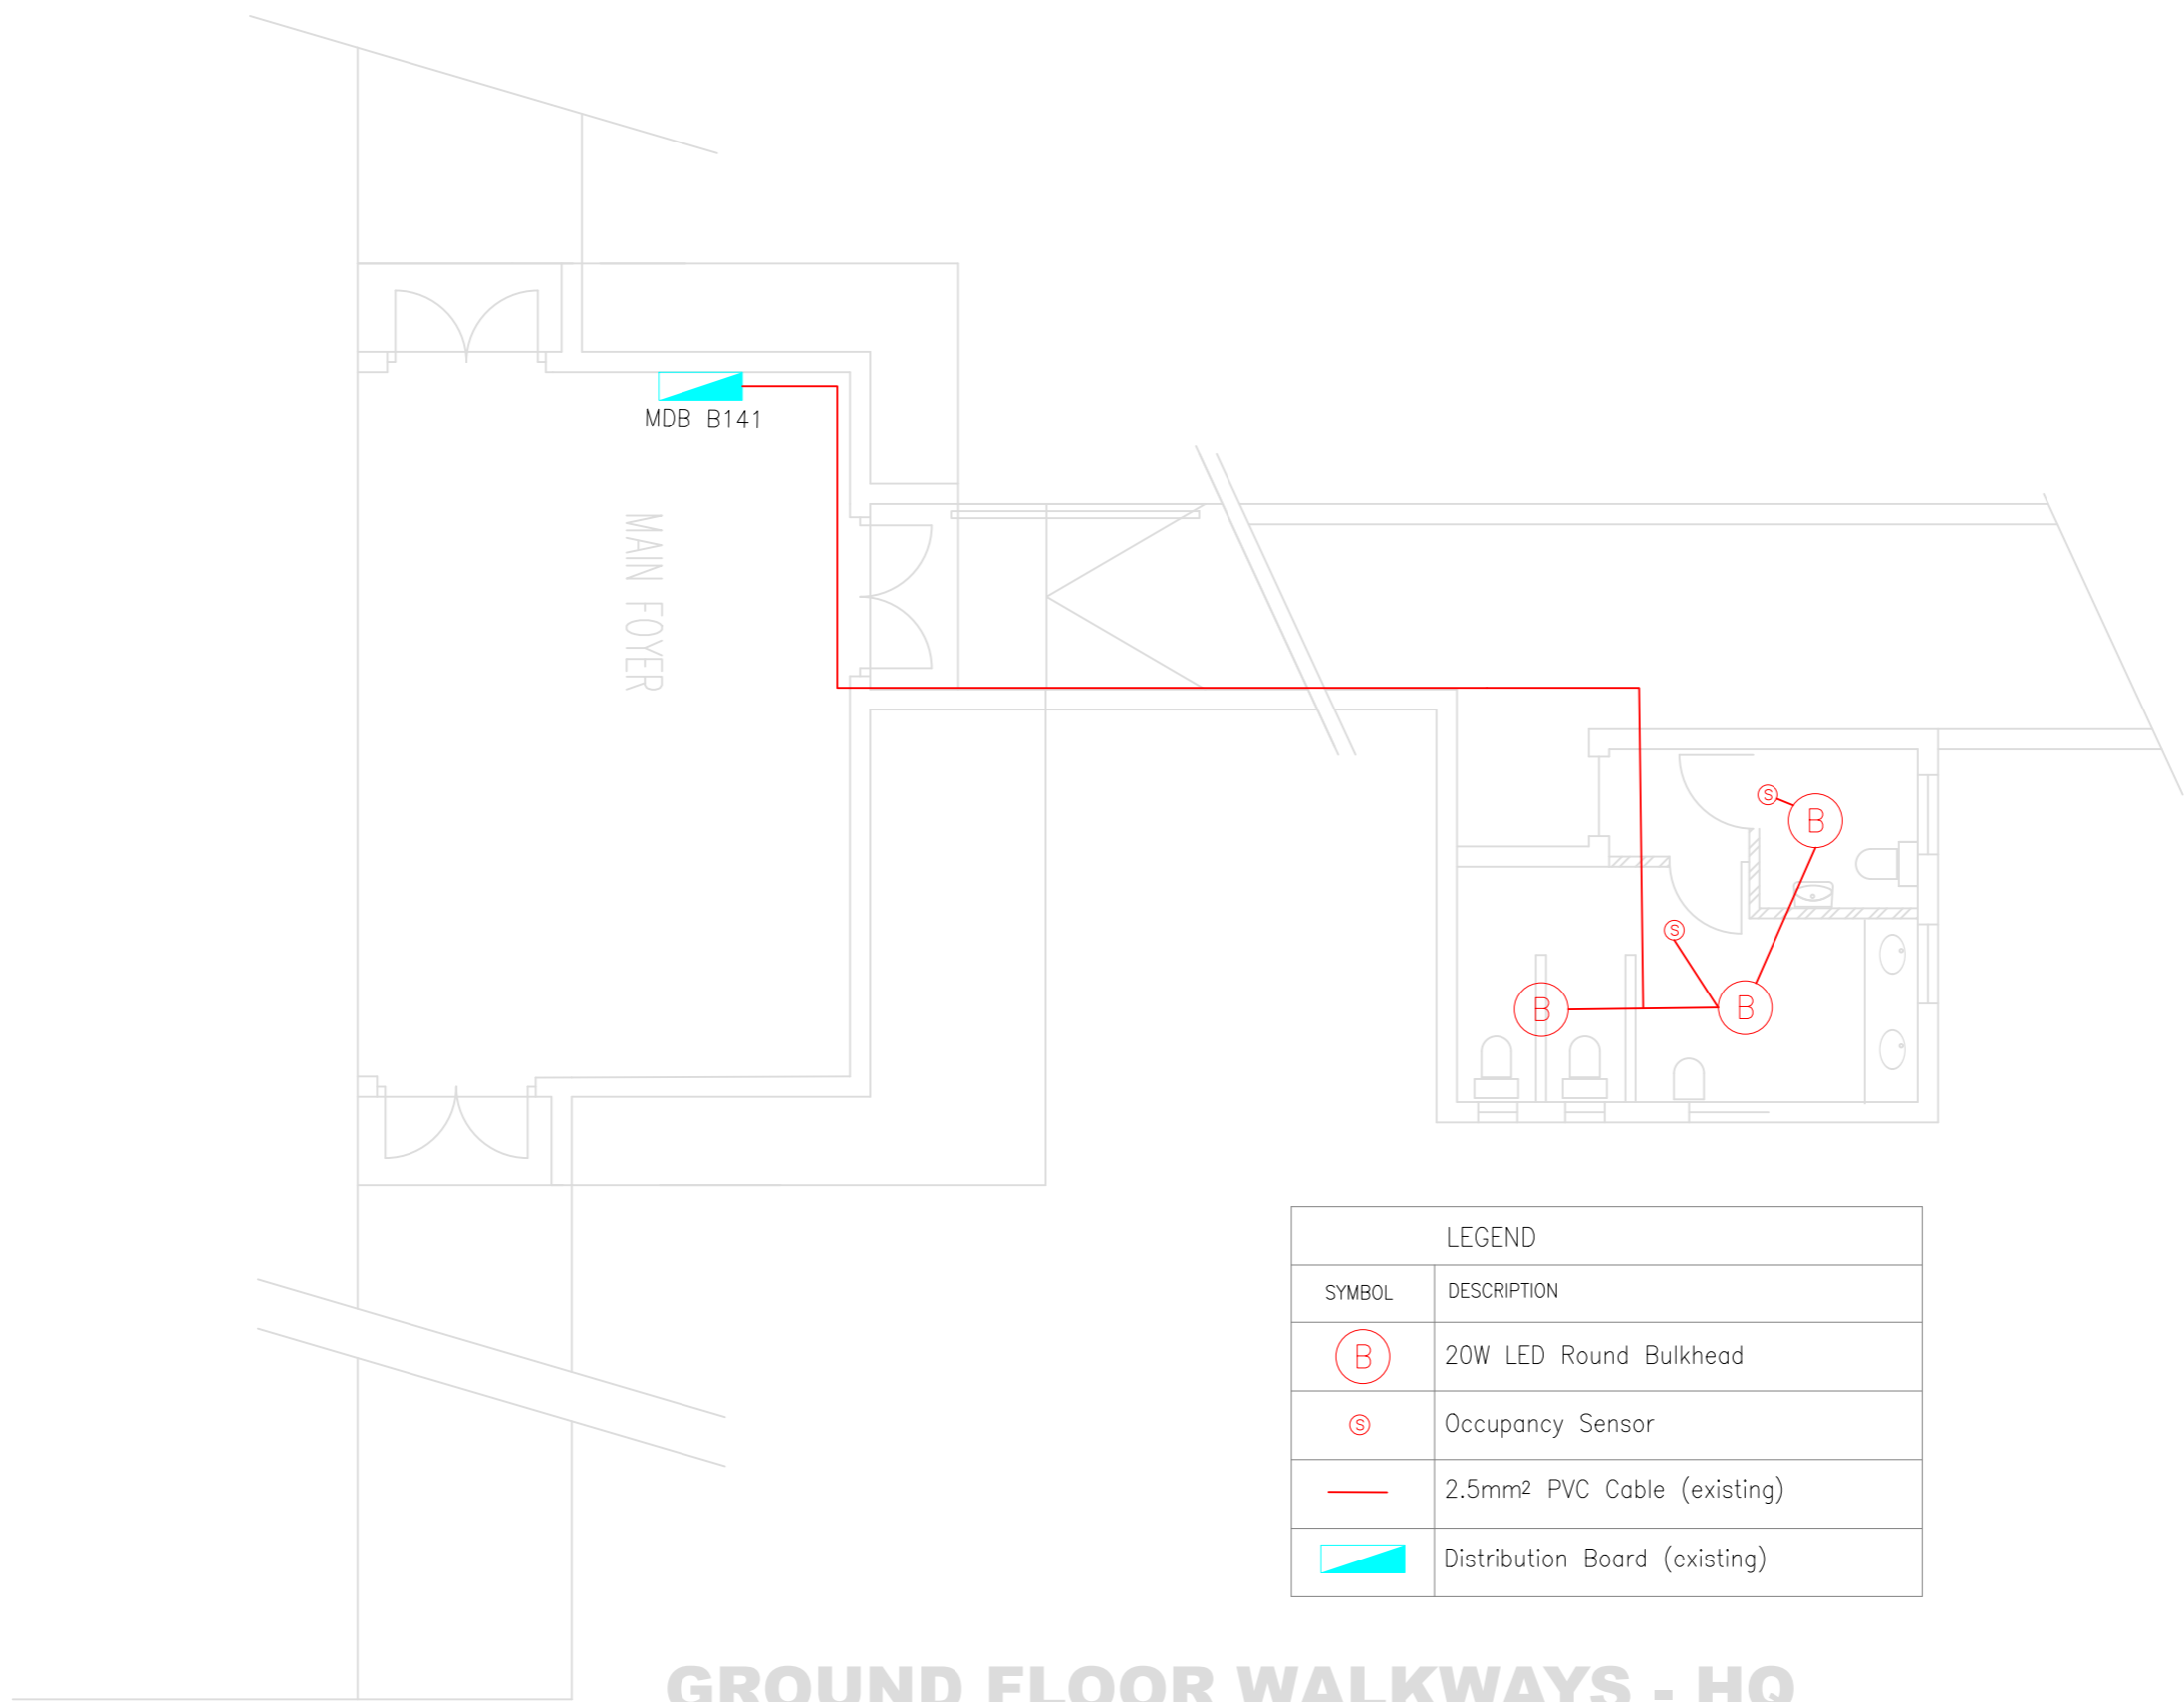 MDB B141
MAIN FOYER
S
B
S
B
B
LEGEND
SYMBOL DESCRIPTION
B 20W LED Round Bulkhead
S Occupancy Sensor
2.5mm² PVC Cable (existing)
Distribution Board (existing)
GROUND FLOOR WALKWAYS - HQ